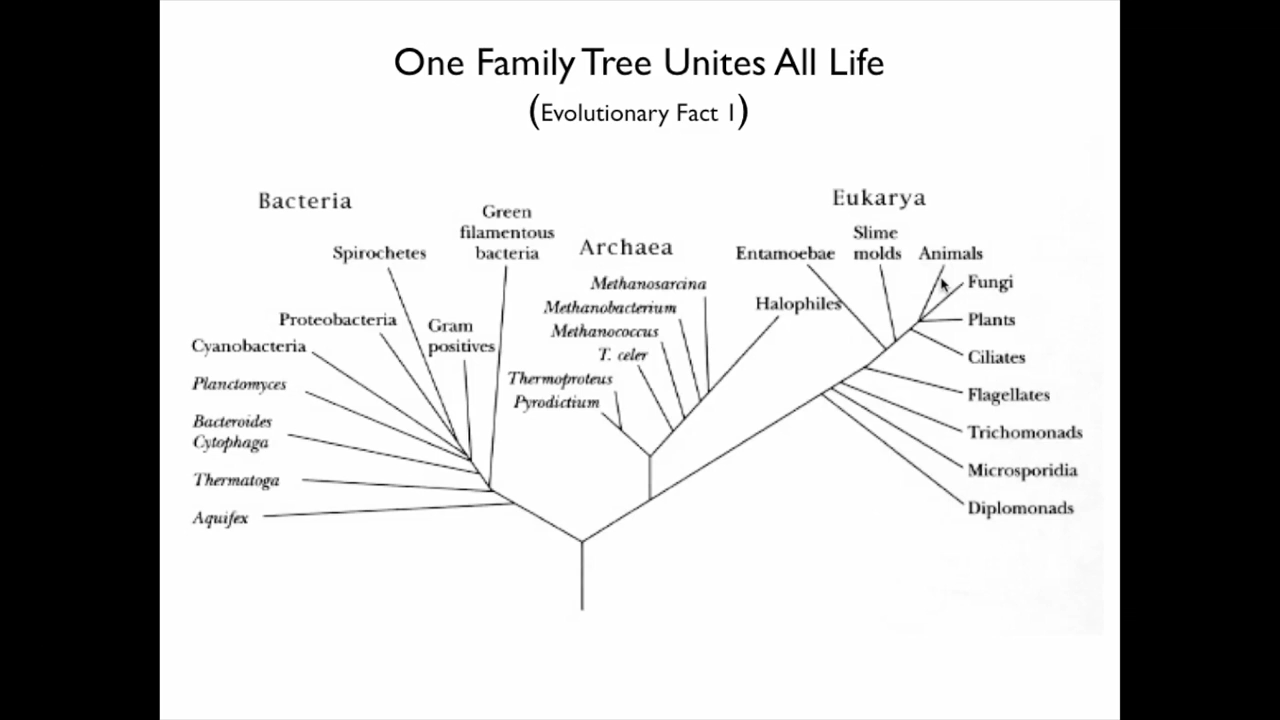 One Family Tree Unites All Life
(Evolutionary Fact 1)
Bacteria
Spirochetes
Green
filamentous
bacteria
Proteobacteria
Gram
positives
Cyanobacteria
Planctomyces
Bacteroides
Cytophaga
Thermatoga
Aquifex
Archaea
Methanosarcina
Methanobacterium
Methanococcus
T. celer
Thermoproteus
Pyrodictium
Halophiles
Eukarya
Entamoebae
Slime
molds
Animals
Fungi
Plants
Ciliates
Flagellates
Trichomonads
Microsporidia
Diplomonads